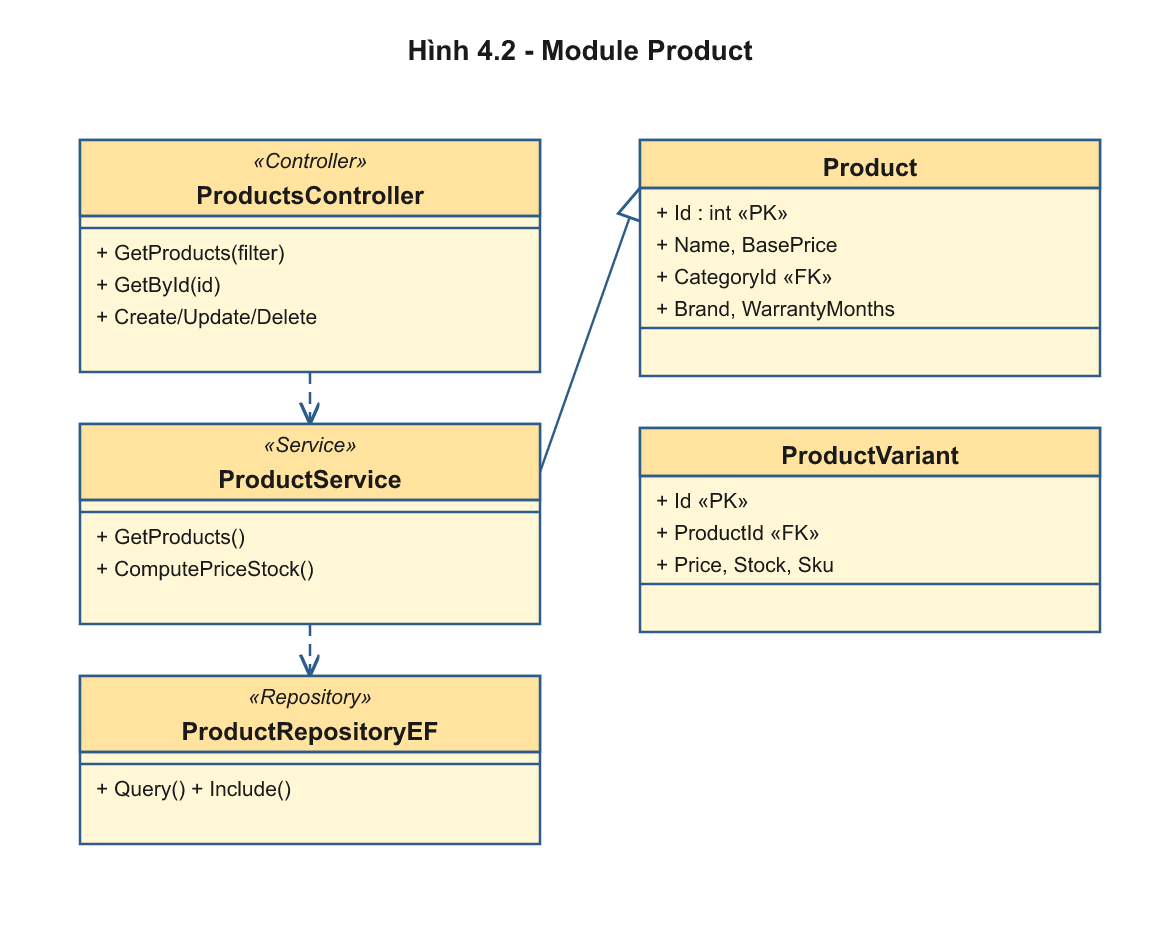 Hình 4.2 - Module Product
«Controller»
ProductsController
+ GetProducts(filter)
+ GetById(id)
+ Create/Update/Delete
«Service»
ProductService
+ GetProducts()
+ ComputePriceStock()
«Repository»
ProductRepositoryEF
+ Query() + Include()
Product
+ Id : int «PK»
+ Name, BasePrice
+ CategoryId «FK»
+ Brand, WarrantyMonths
ProductVariant
+ Id «PK»
+ ProductId «FK»
+ Price, Stock, Sku